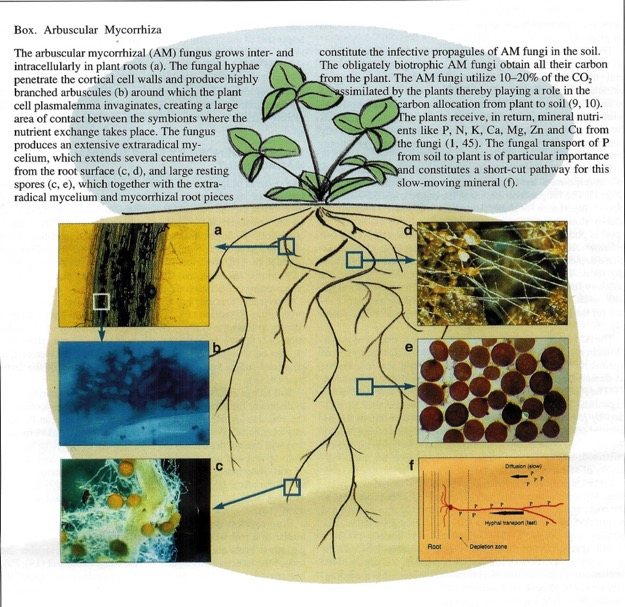 Box. Arbuscular Mycorrhiza
The arbuscular mycorrhizal (AM) fungus grows inter- and
intracellularly in plant roots (a). The fungal hyphae
penetrate the cortical cell walls and produce highly
branched arbuscules (b) around which the plant
cell plasmalemma invaginates, creating a large
area of contact between the symbionts where the
nutrient exchange takes place. The fungus
produces an extensive extraradical my-
celium, which extends several centimeters
from the root surface (c, d), and large resting
spores (c, e), which together with the extra-
radical mycelium and mycorrhizal root pieces
constitute the infective propagules of AM fungi in the soil.
The obligately biotrophic AM fungi obtain all their carbon
from the plant. The AM fungi utilize 10–20% of the CO₂
assimilated by the plants thereby playing a role in the
carbon allocation from plant to soil (9, 10).
The plants receive, in return, mineral nutri-
ents like P, N, K, Ca, Mg, Zn and Cu from
the fungi (1, 45). The fungal transport of P
from soil to plant is of particular importance
and constitutes a short-cut pathway for this
slow-moving mineral (f).
a
b
c
d
e
f
Diffusion (slow)
P
P P
P P
P P P P P
P P P
Hyphal transport (fast)
Root
Depletion zone